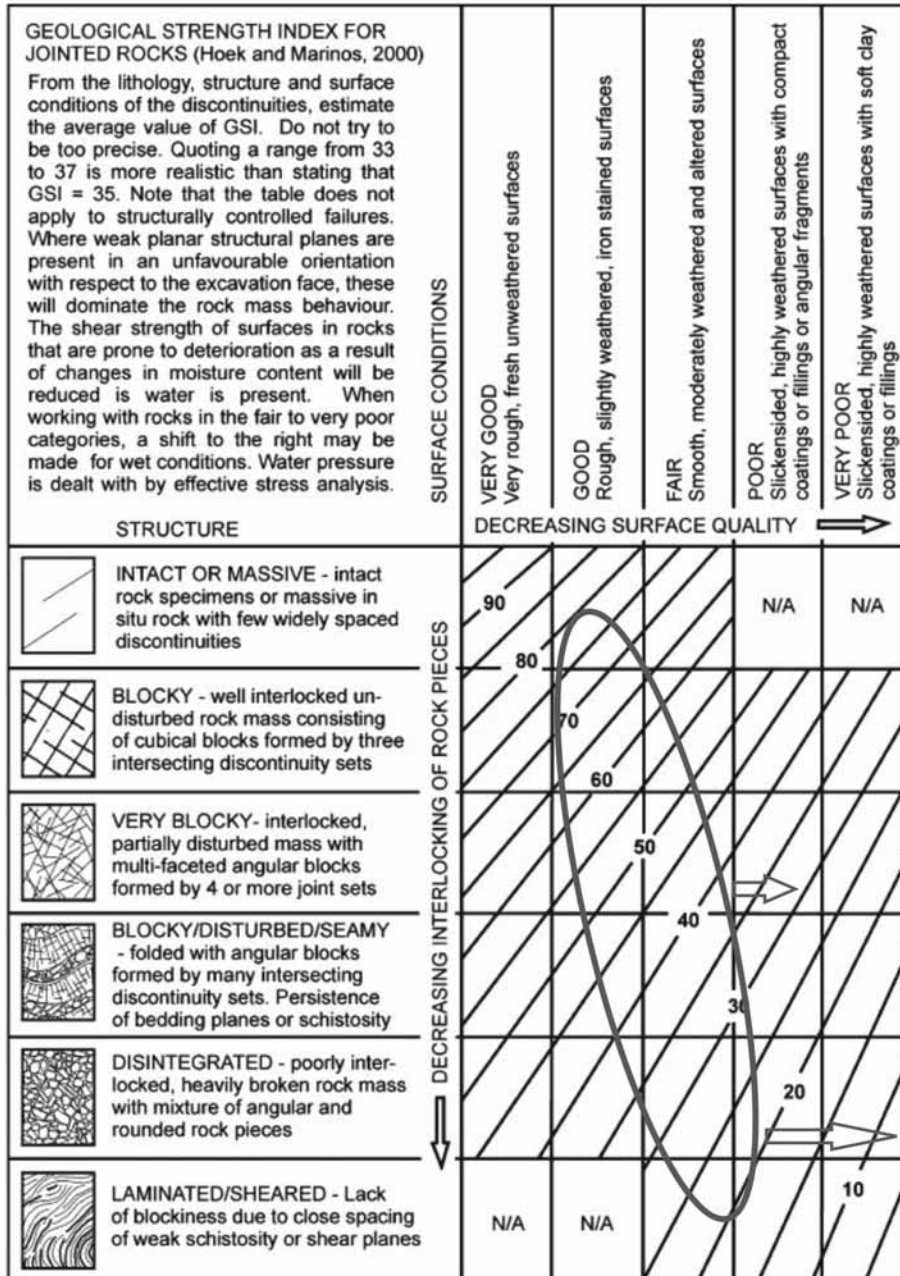 GEOLOGICAL STRENGTH INDEX FOR
JOINTED ROCKS (Hoek and Marinos, 2000)
From the lithology, structure and surface
conditions of the discontinuities, estimate
the average value of GSI. Do not try to
be too precise. Quoting a range from 33
to 37 is more realistic than stating that
GSI = 35. Note that the table does not
apply to structurally controlled failures.
Where weak planar structural planes are
present in an unfavourable orientation
with respect to the excavation face, these
will dominate the rock mass behaviour.
The shear strength of surfaces in rocks
that are prone to deterioration as a result
of changes in moisture content will be
reduced is water is present. When
working with rocks in the fair to very poor
categories, a shift to the right may be
made for wet conditions. Water pressure
is dealt with by effective stress analysis.
STRUCTURE
SURFACE CONDITIONS
VERY GOOD
Very rough, fresh unweathered surfaces
GOOD
Rough, slightly weathered, iron stained surfaces
FAIR
Smooth, moderately weathered and altered surfaces
POOR
Slickensided, highly weathered surfaces with compact
coatings or fillings or angular fragments
VERY POOR
Slickensided, highly weathered surfaces with soft clay
coatings or fillings
DECREASING SURFACE QUALITY
DECREASING INTERLOCKING OF ROCK PIECES
INTACT OR MASSIVE - intact
rock specimens or massive in
situ rock with few widely spaced
discontinuities
90
N/A
N/A
80
BLOCKY - well interlocked un-
disturbed rock mass consisting
of cubical blocks formed by three
intersecting discontinuity sets
70
60
VERY BLOCKY- interlocked,
partially disturbed mass with
multi-faceted angular blocks
formed by 4 or more joint sets
50
40
BLOCKY/DISTURBED/SEAMY
- folded with angular blocks
formed by many intersecting
discontinuity sets. Persistence
of bedding planes or schistosity
30
DISINTEGRATED - poorly inter-
locked, heavily broken rock mass
with mixture of angular and
rounded rock pieces
20
LAMINATED/SHEARED - Lack
of blockiness due to close spacing
of weak schistosity or shear planes
N/A
N/A
10